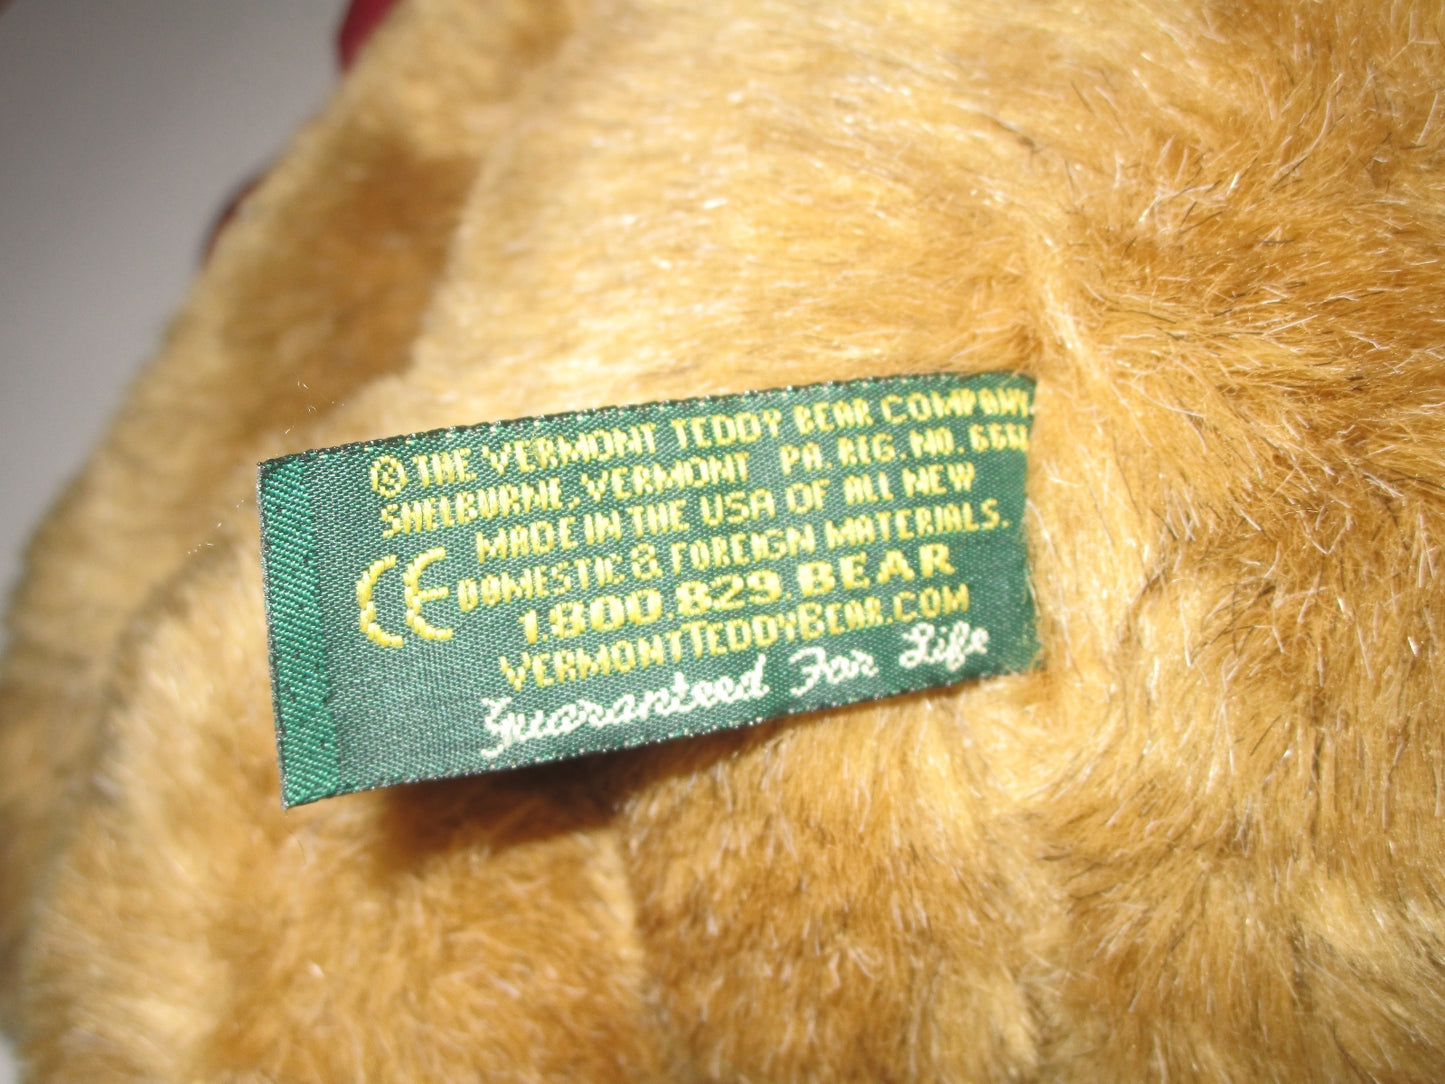 © THE VERMONT TEDDY BEAR COMPANY.
SHELBURNE, VERMONT PA. REG. NO.
MADE IN THE USA OF ALL NEW
CE DOMESTIC & FOREIGN MATERIALS.
1.800.829.BEAR
VERMONTTEDDYBEAR.COM
Guaranteed For Life